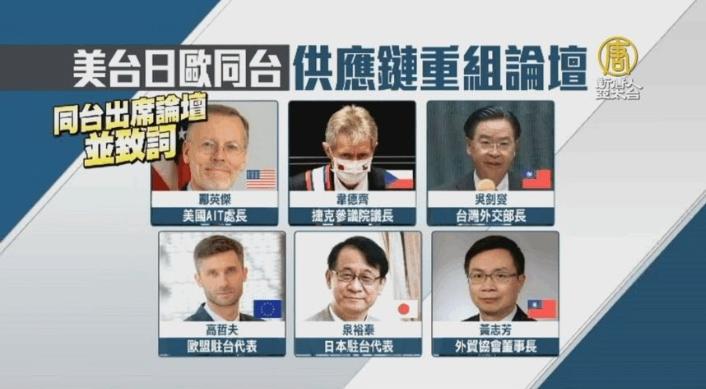 美台日歐同台 供應鏈重組論壇
新唐人
亞太台
同台出席論壇
並致詞
酈英傑
美國AIT處長
韋德齊
捷克參議院議長
吳釗燮
台灣外交部長
高哲夫
歐盟駐台代表
泉裕泰
日本駐台代表
黃志芳
外貿協會董事長